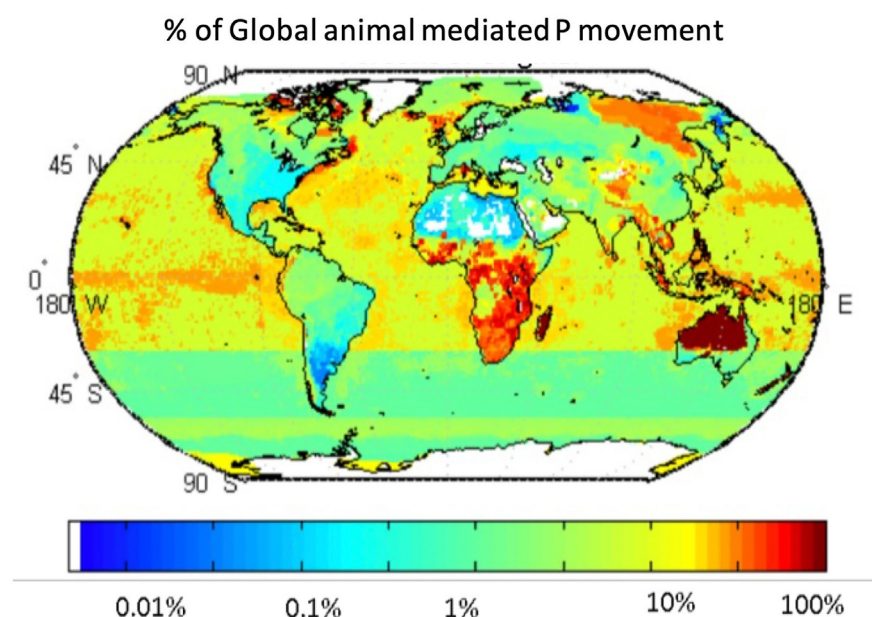 % of Global animal mediated P movement
90 N
45° N
0°
180 W
180 E
45° S
90 S
0.01% 0.1% 1% 10% 100%